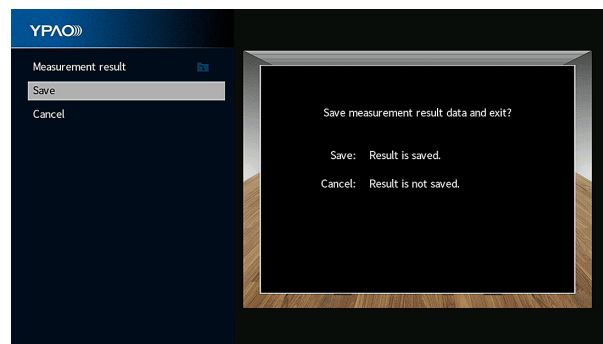 YPAO
Measurement result
Save
Cancel
Save measurement result data and exit?
Save: Result is saved.
Cancel: Result is not saved.